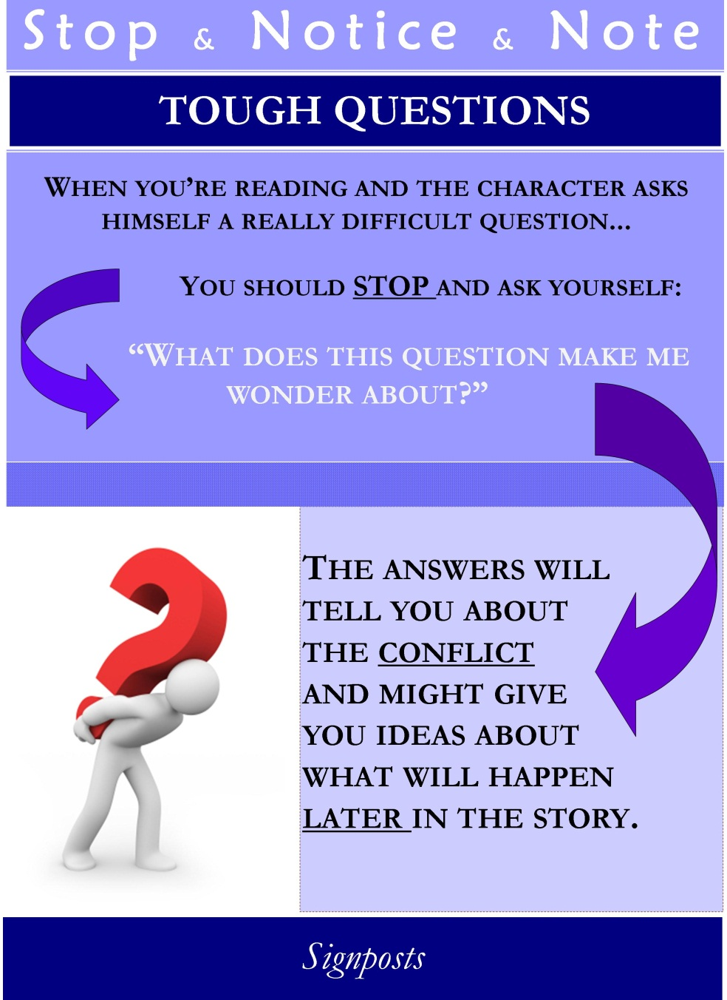 Stop & Notice & Note
TOUGH QUESTIONS
WHEN YOU'RE READING AND THE CHARACTER ASKS
HIMSELF A REALLY DIFFICULT QUESTION...
YOU SHOULD STOP AND ASK YOURSELF:
“WHAT DOES THIS QUESTION MAKE ME
WONDER ABOUT?”
THE ANSWERS WILL
TELL YOU ABOUT
THE CONFLICT
AND MIGHT GIVE
YOU IDEAS ABOUT
WHAT WILL HAPPEN
LATER IN THE STORY.
Signposts